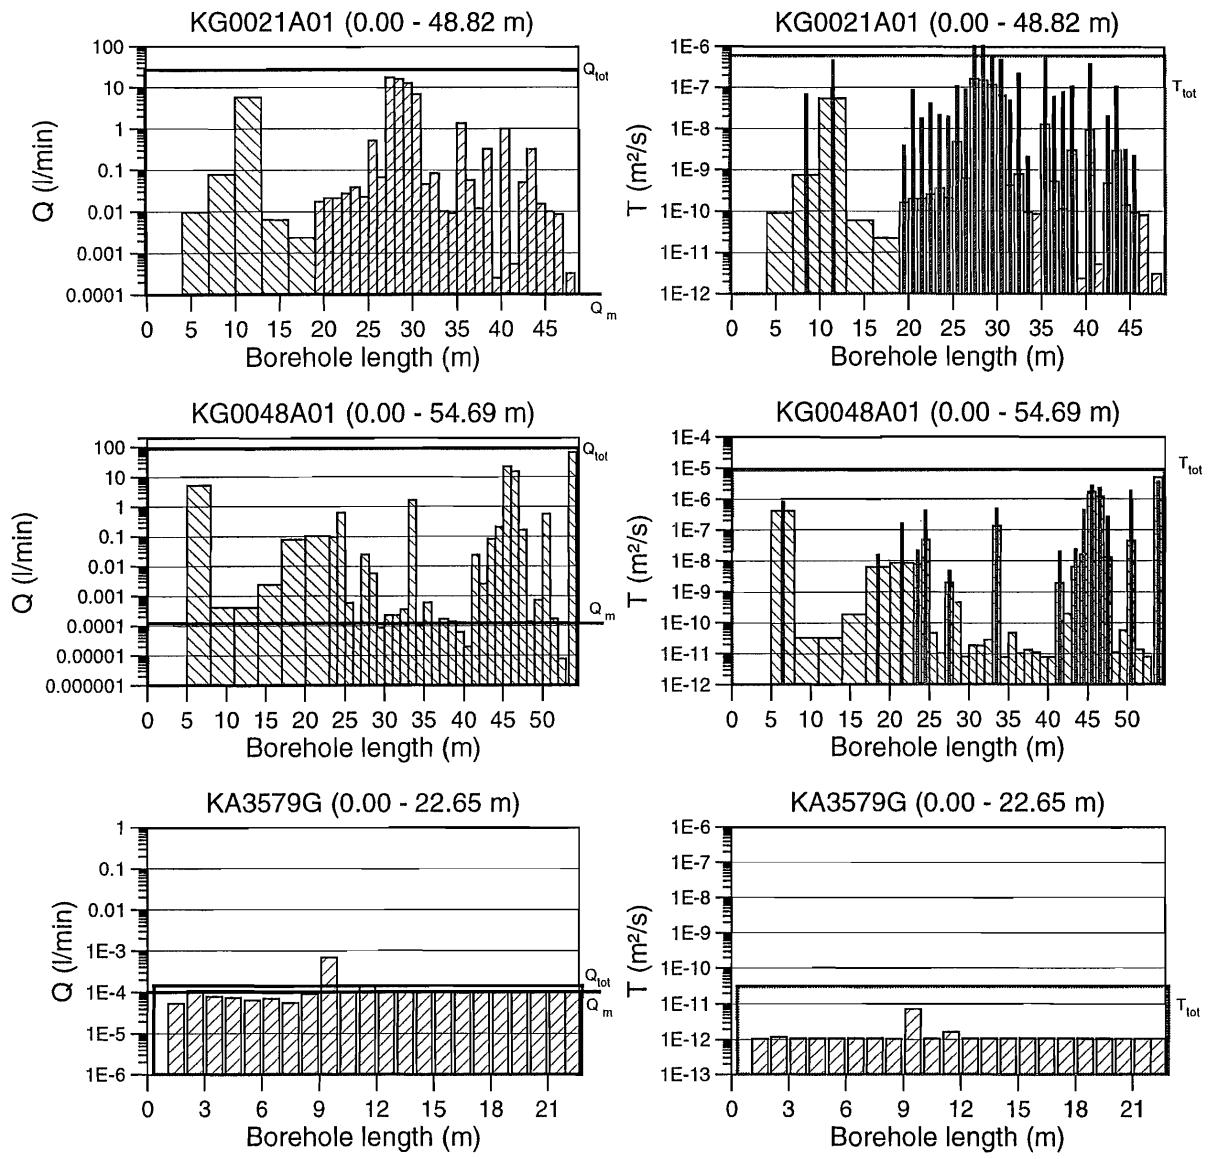 KG0021A01 (0.00 - 48.82 m)
Q (l/min)
100
10
1
0.1
0.01
0.001
0.0001
Q tot
Q m
0 5 10 15 20 25 30 35 40 45
Borehole length (m)
KG0021A01 (0.00 - 48.82 m)
T (m²/s)
1E-6
1E-7
1E-8
1E-9
1E-10
1E-11
1E-12
T tot
0 5 10 15 20 25 30 35 40 45
Borehole length (m)
KG0048A01 (0.00 - 54.69 m)
Q (l/min)
100
10
1
0.1
0.01
0.001
0.0001
0.00001
0.000001
Q tot
Q m
0 5 10 15 20 25 30 35 40 45 50
Borehole length (m)
KG0048A01 (0.00 - 54.69 m)
T (m²/s)
1E-4
1E-5
1E-6
1E-7
1E-8
1E-9
1E-10
1E-11
1E-12
T tot
0 5 10 15 20 25 30 35 40 45 50
Borehole length (m)
KA3579G (0.00 - 22.65 m)
Q (l/min)
1
0.1
0.01
1E-3
1E-4
1E-5
1E-6
Q tot
Q m
0 3 6 9 12 15 18 21
Borehole length (m)
KA3579G (0.00 - 22.65 m)
T (m²/s)
1E-6
1E-7
1E-8
1E-9
1E-10
1E-11
1E-12
1E-13
T tot
0 3 6 9 12 15 18 21
Borehole length (m)